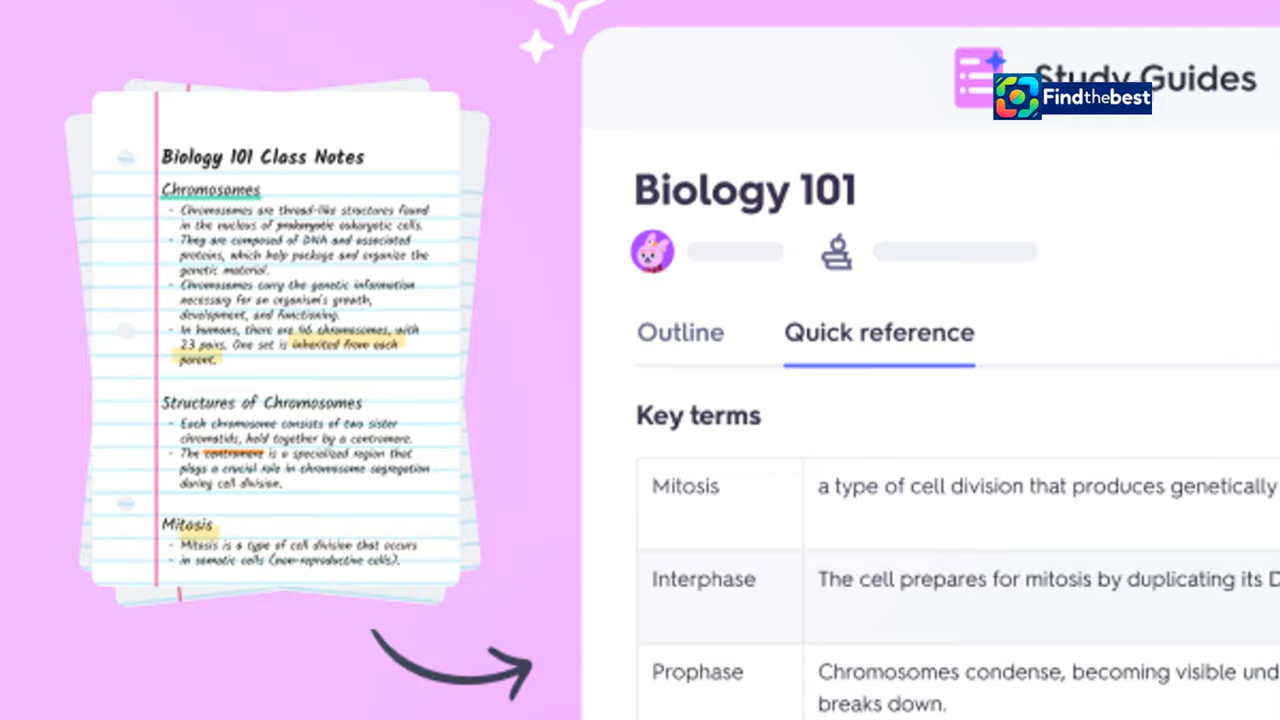 Biology 101 Class Notes
Chromosomes
- Chromosomes are thread-like structures found
in the nucleus of prokaryotic eukaryotic cells.
- They are composed of DNA and associated
proteins, which help package and organize the
genetic material.
- Chromosomes carry the genetic information
necessary for an organism's growth,
development, and functioning.
- In humans, there are 46 chromosomes, with
23 pairs. One set is inherited from each
parent.
Structures of Chromosomes
- Each chromosome consists of two sister
chromatids, held together by a centromere.
- The centromere is a specialized region that
plays a crucial role in chromosome segregation
during cell division.
Mitosis
- Mitosis is a type of cell division that occurs
- in somatic cells (non-reproductive cells).
Study Guides
Findthebest
Biology 101
Outline Quick reference
Key terms
Mitosis a type of cell division that produces genetically
Interphase The cell prepares for mitosis by duplicating its D
Prophase Chromosomes condense, becoming visible und
breaks down.